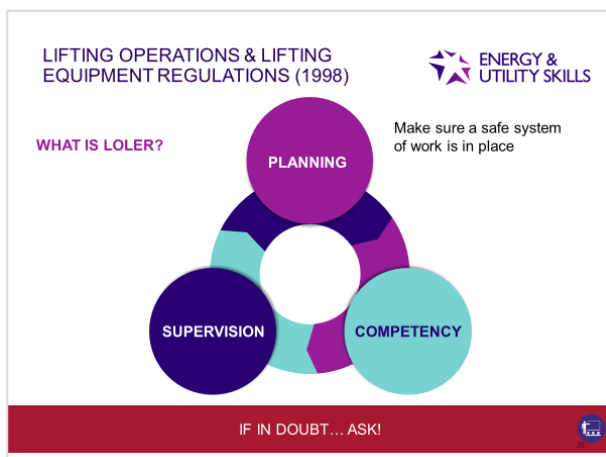 LIFTING OPERATIONS & LIFTING
EQUIPMENT REGULATIONS (1998)
ENERGY &
UTILITY SKILLS
WHAT IS LOLER?
Make sure a safe system
of work is in place
PLANNING
SUPERVISION
COMPETENCY
IF IN DOUBT… ASK!